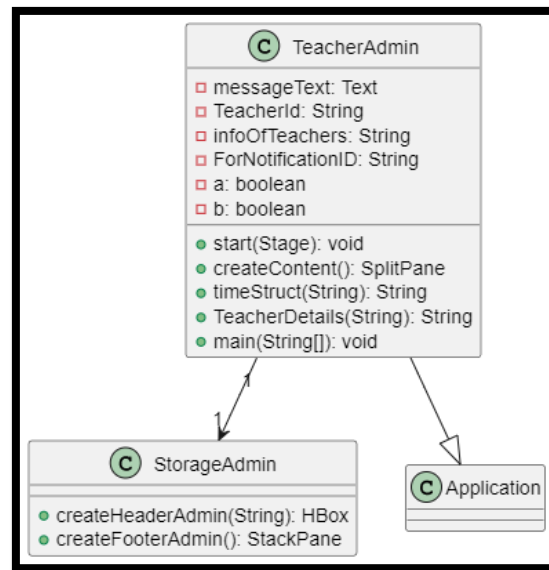 C TeacherAdmin
messageText: Text
TeacherId: String
infoOfTeachers: String
ForNotificationID: String
a: boolean
b: boolean
start(Stage): void
createContent(): SplitPane
timeStruct(String): String
TeacherDetails(String): String
main(String[]): void
1
1
C StorageAdmin
createHeaderAdmin(String): HBox
createFooterAdmin(): StackPane
C Application